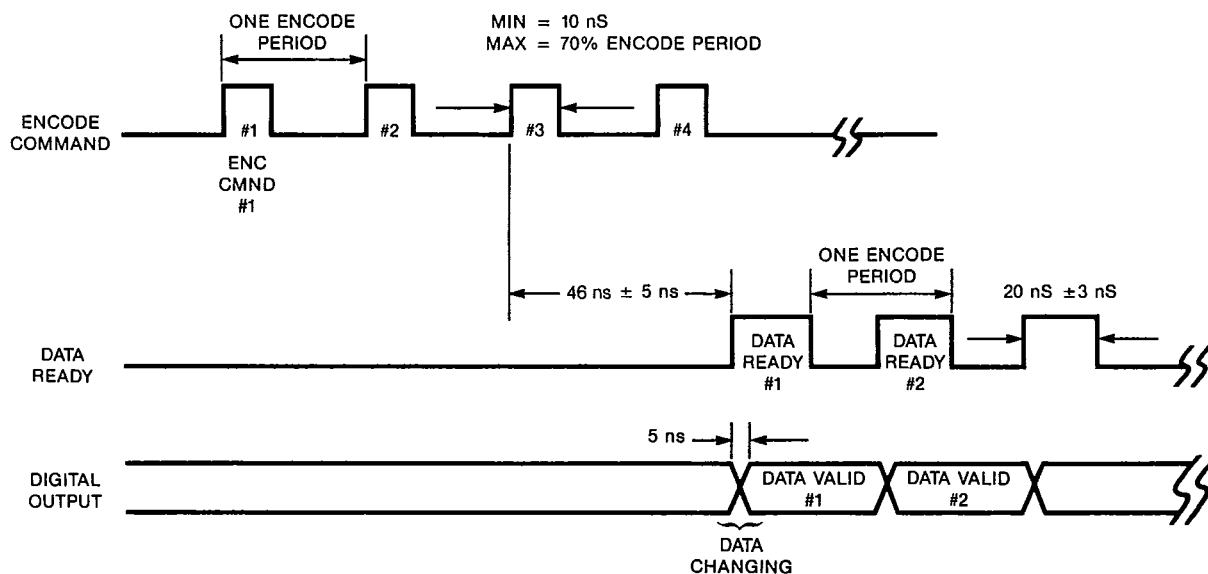 ONE ENCODE
PERIOD
MIN = 10 nS
MAX = 70% ENCODE PERIOD
ENCODE
COMMAND
#1
#2
#3
#4
ENC
CMND
#1
46 ns ± 5 ns
ONE ENCODE
PERIOD
20 nS ±3 nS
DATA
READY
DATA
READY
#1
DATA
READY
#2
5 ns
DIGITAL
OUTPUT
DATA VALID
#1
DATA VALID
#2
DATA
CHANGING